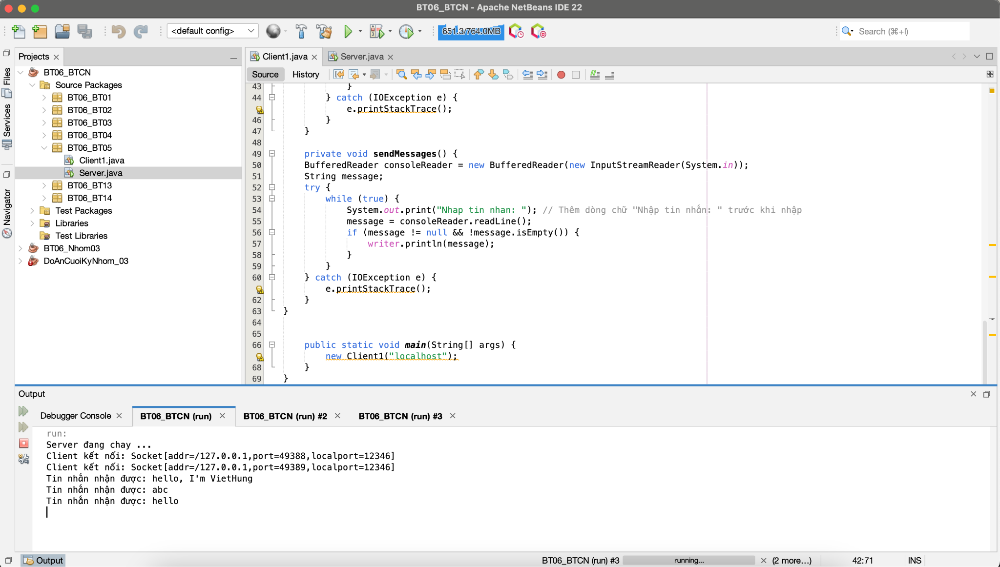 BT06_BTCN - Apache NetBeans IDE 22
<default config>
651.3/764.0MB
Search (⌘+I)
Files
Services
Navigator
Projects
BT06_BTCN
Source Packages
BT06_BT01
BT06_BT02
BT06_BT03
BT06_BT04
BT06_BT05
Client1.java
Server.java
BT06_BT13
BT06_BT14
Test Packages
Libraries
Test Libraries
BT06_Nhom03
DoAnCuoiKyNhom_03
Client1.java
Server.java
Source History
43 }
44 } catch (IOException e) {
e.printStackTrace();
46 }
47 }
48
49 private void sendMessages() {
50 BufferedReader consoleReader = new BufferedReader(new InputStreamReader(System.in));
51 String message;
52 try {
53 while (true) {
54 System.out.print("Nhap tin nhan: "); // Thêm dòng chữ "Nhập tin nhắn: " trước khi nhập
55 message = consoleReader.readLine();
56 if (message != null && !message.isEmpty()) {
57 writer.println(message);
58 }
59 }
60 } catch (IOException e) {
e.printStackTrace();
62 }
63 }
64
65
66 public static void main(String[] args) {
new Client1("localhost");
68 }
69 }
Output
Debugger Console
BT06_BTCN (run)
BT06_BTCN (run) #2
BT06_BTCN (run) #3
run:
Server đang chay ...
Client kết nối: Socket[addr=/127.0.0.1,port=49388,localport=12346]
Client kết nối: Socket[addr=/127.0.0.1,port=49389,localport=12346]
Tin nhắn nhận được: hello, I'm VietHung
Tin nhắn nhận được: abc
Tin nhắn nhận được: hello
Output
BT06_BTCN (run) #3
running...
(2 more...)
42:71
INS